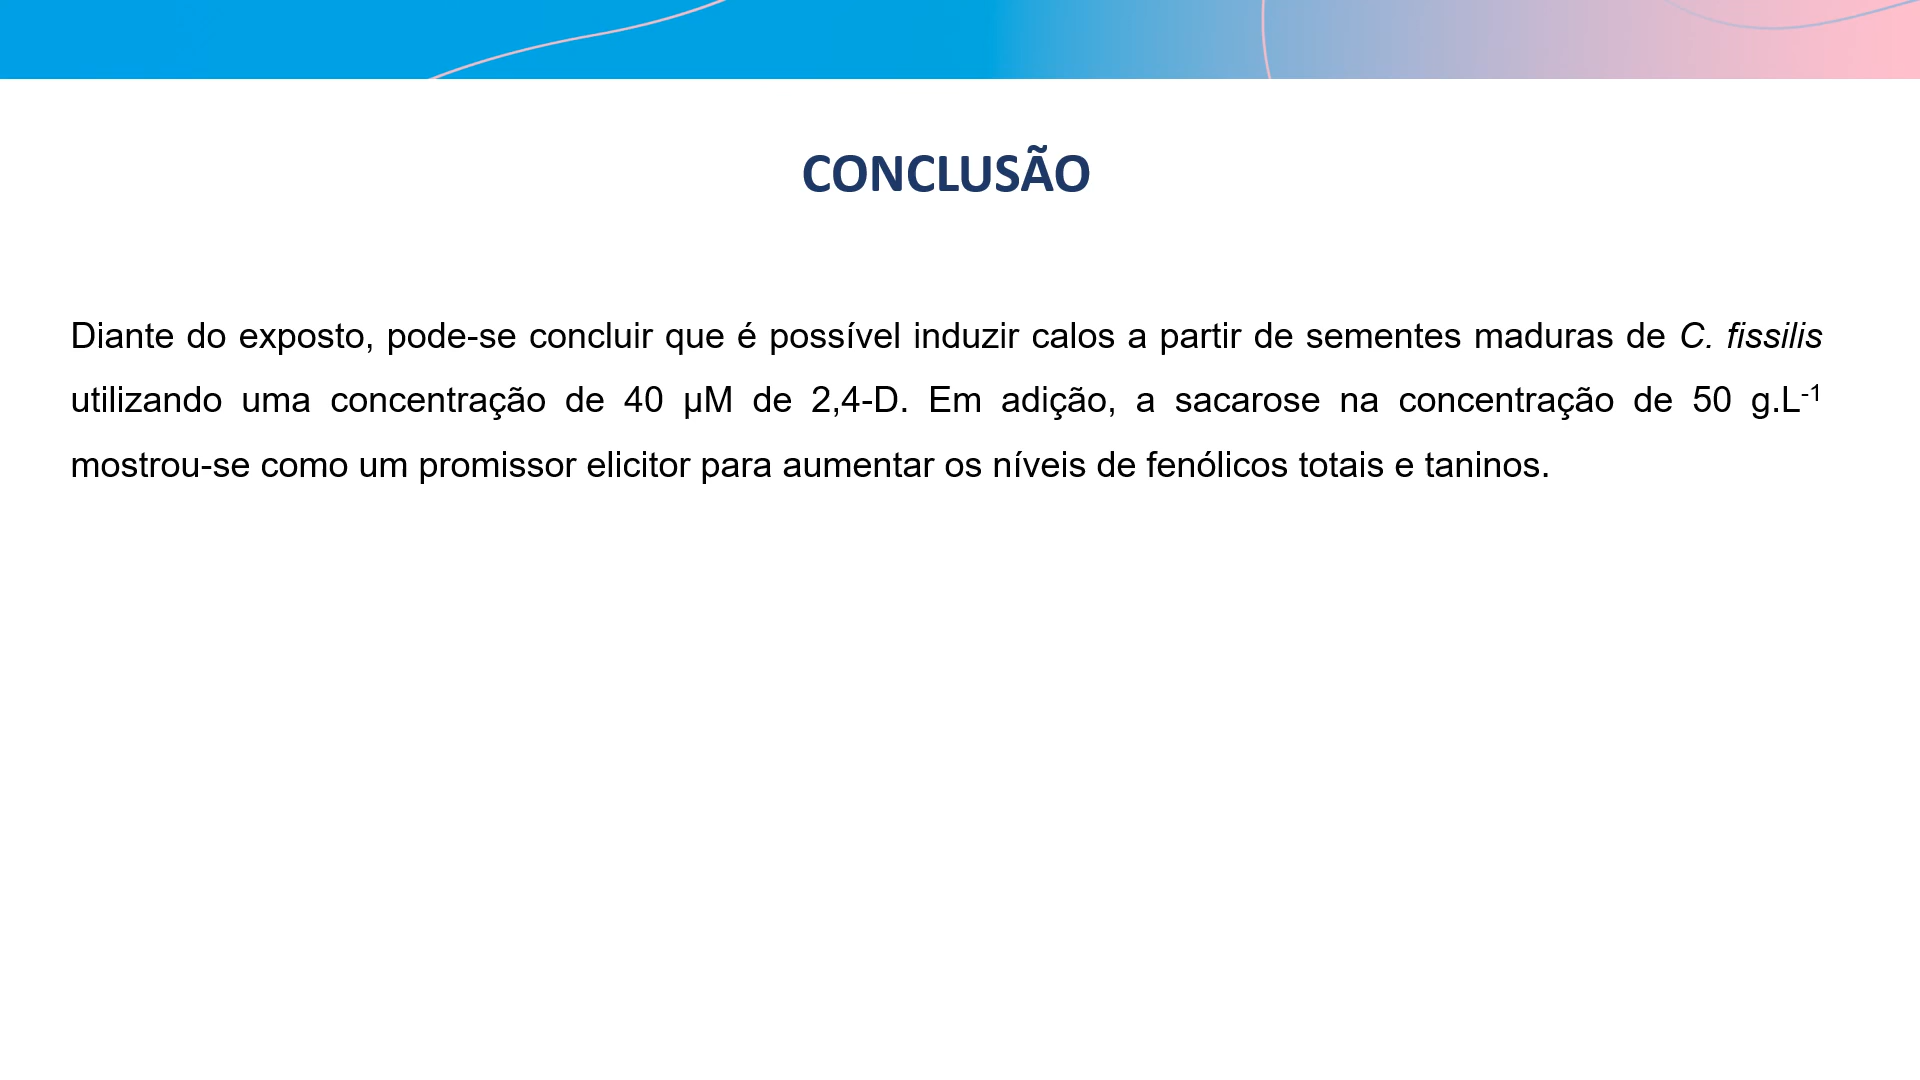 CONCLUSÃO
Diante do exposto, pode-se concluir que é possível induzir calos a partir de sementes maduras de C. fissilis
utilizando uma concentração de 40 μM de 2,4-D. Em adição, a sacarose na concentração de 50 g.L⁻¹
mostrou-se como um promissor elicitor para aumentar os níveis de fenólicos totais e taninos.